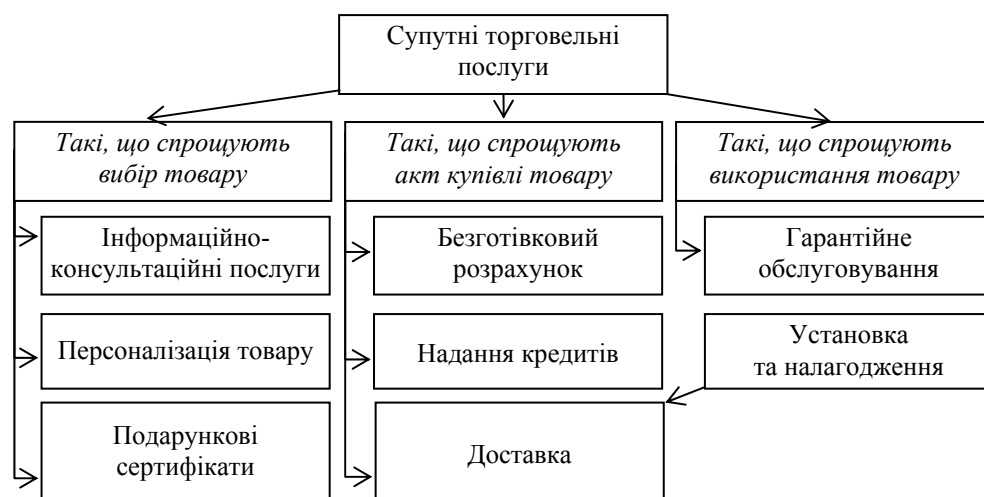 Супутні торговельні
послуги
Такі, що спрощують
вибір товару
Такі, що спрощують
акт купівлі товару
Такі, що спрощують
використання товару
Інформаційно-
консультаційні послуги
Безготівковий
розрахунок
Гарантійне
обслуговування
Персоналізація товару
Надання кредитів
Установка
та налагодження
Подарункові
сертифікати
Доставка